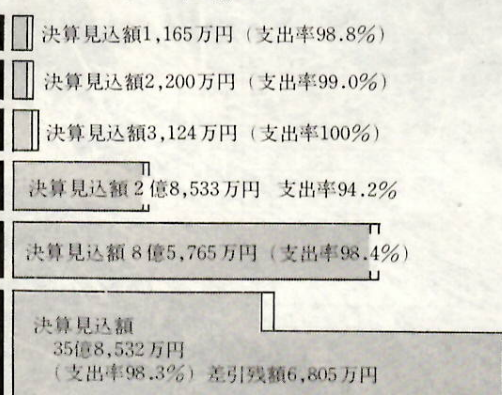 決算見込額1,165万円(支出率98.8%)
決算見込額2,200万円(支出率99.0%)
決算見込額3,124万円(支出率100%)
決算見込額2億8,533万円 支出率94.2%
決算見込額8億5,765万円(支出率98.4%)
決算見込額
35億8,532万円
(支出率98.3%) 差引残額6,805万円